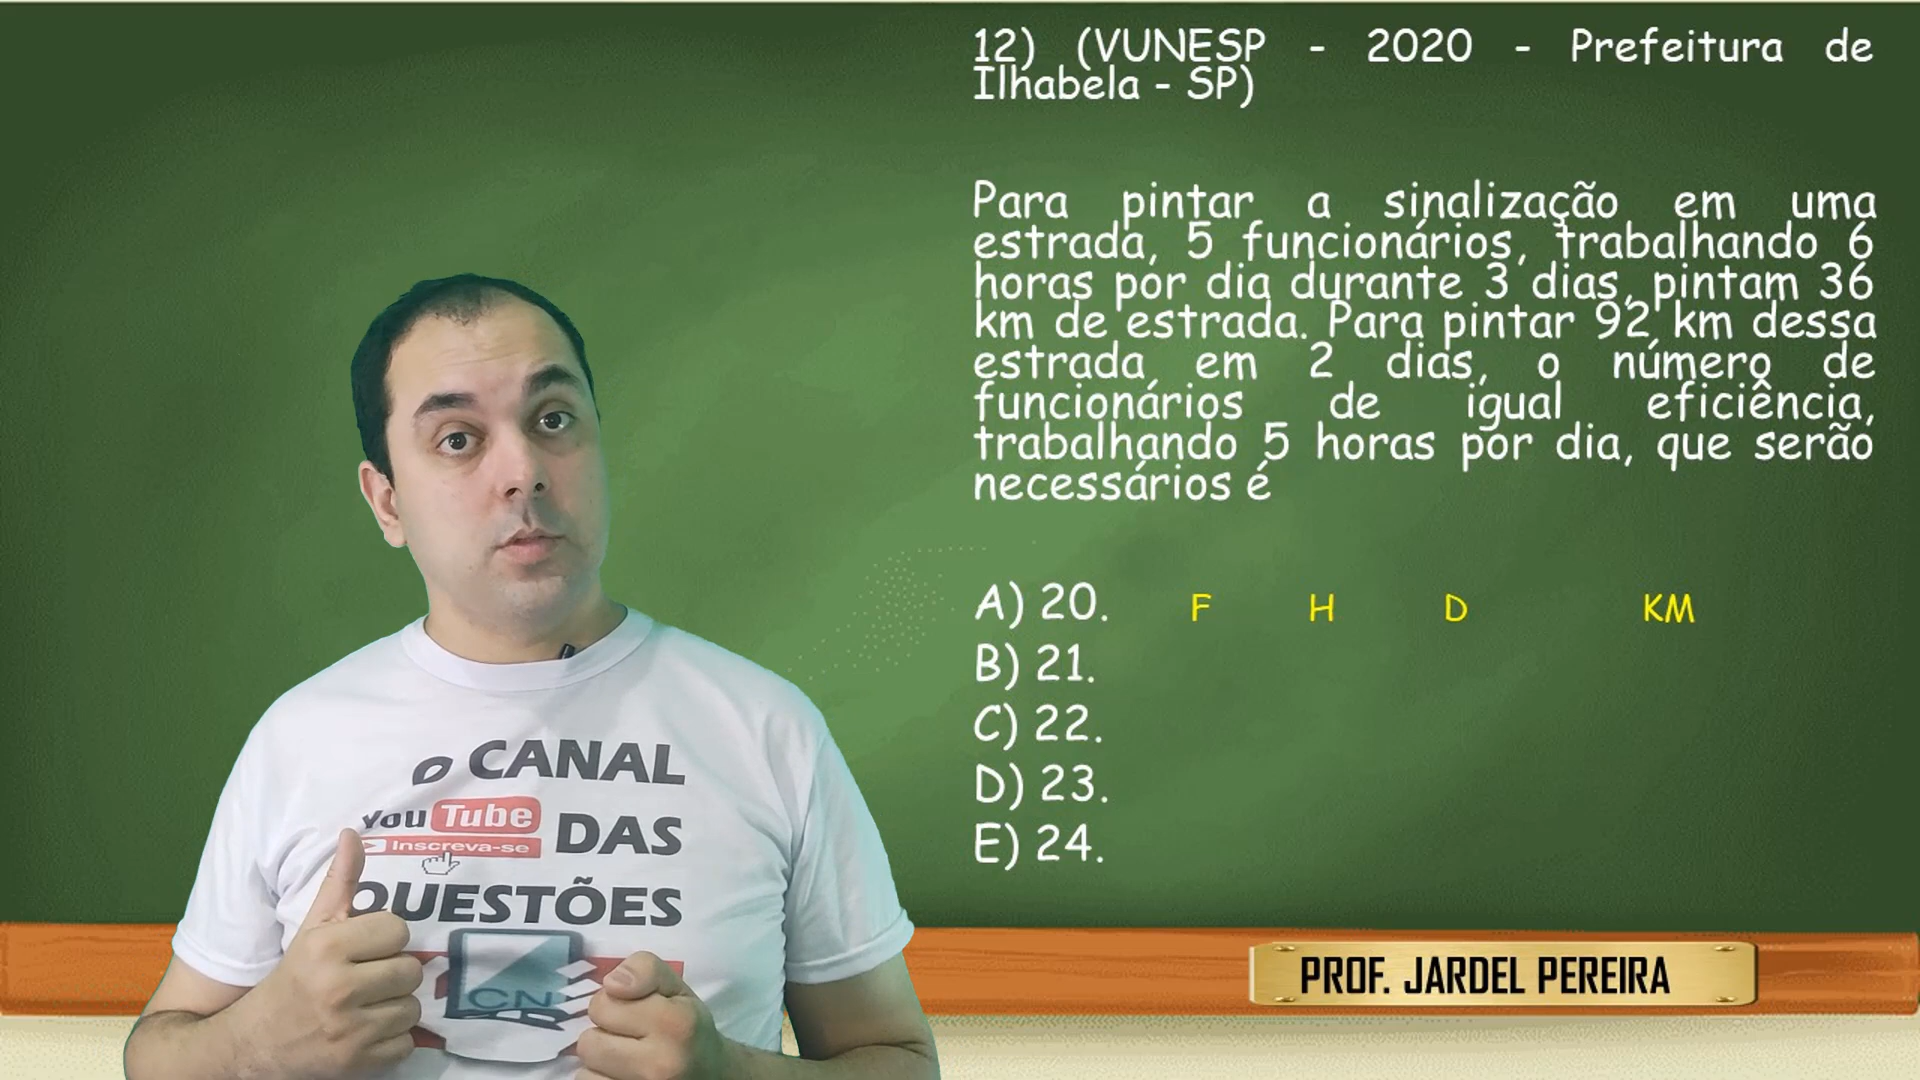 12) (VUNESP - 2020 - Prefeitura de
Ilhabela - SP)
Para pintar a sinalização em uma
estrada, 5 funcionários, trabalhando 6
horas por dia durante 3 dias, pintam 36
km de estrada. Para pintar 92 km dessa
estrada em 2 dias, o número de
funcionários de igual eficiência,
trabalhando 5 horas por dia, que serão
necessários é
A) 20. F H D KM
B) 21.
C) 22.
D) 23.
E) 24.
O CANAL
YouTube DAS
Inscreva-se
QUESTÕES
CN
PROF. JARDEL PEREIRA